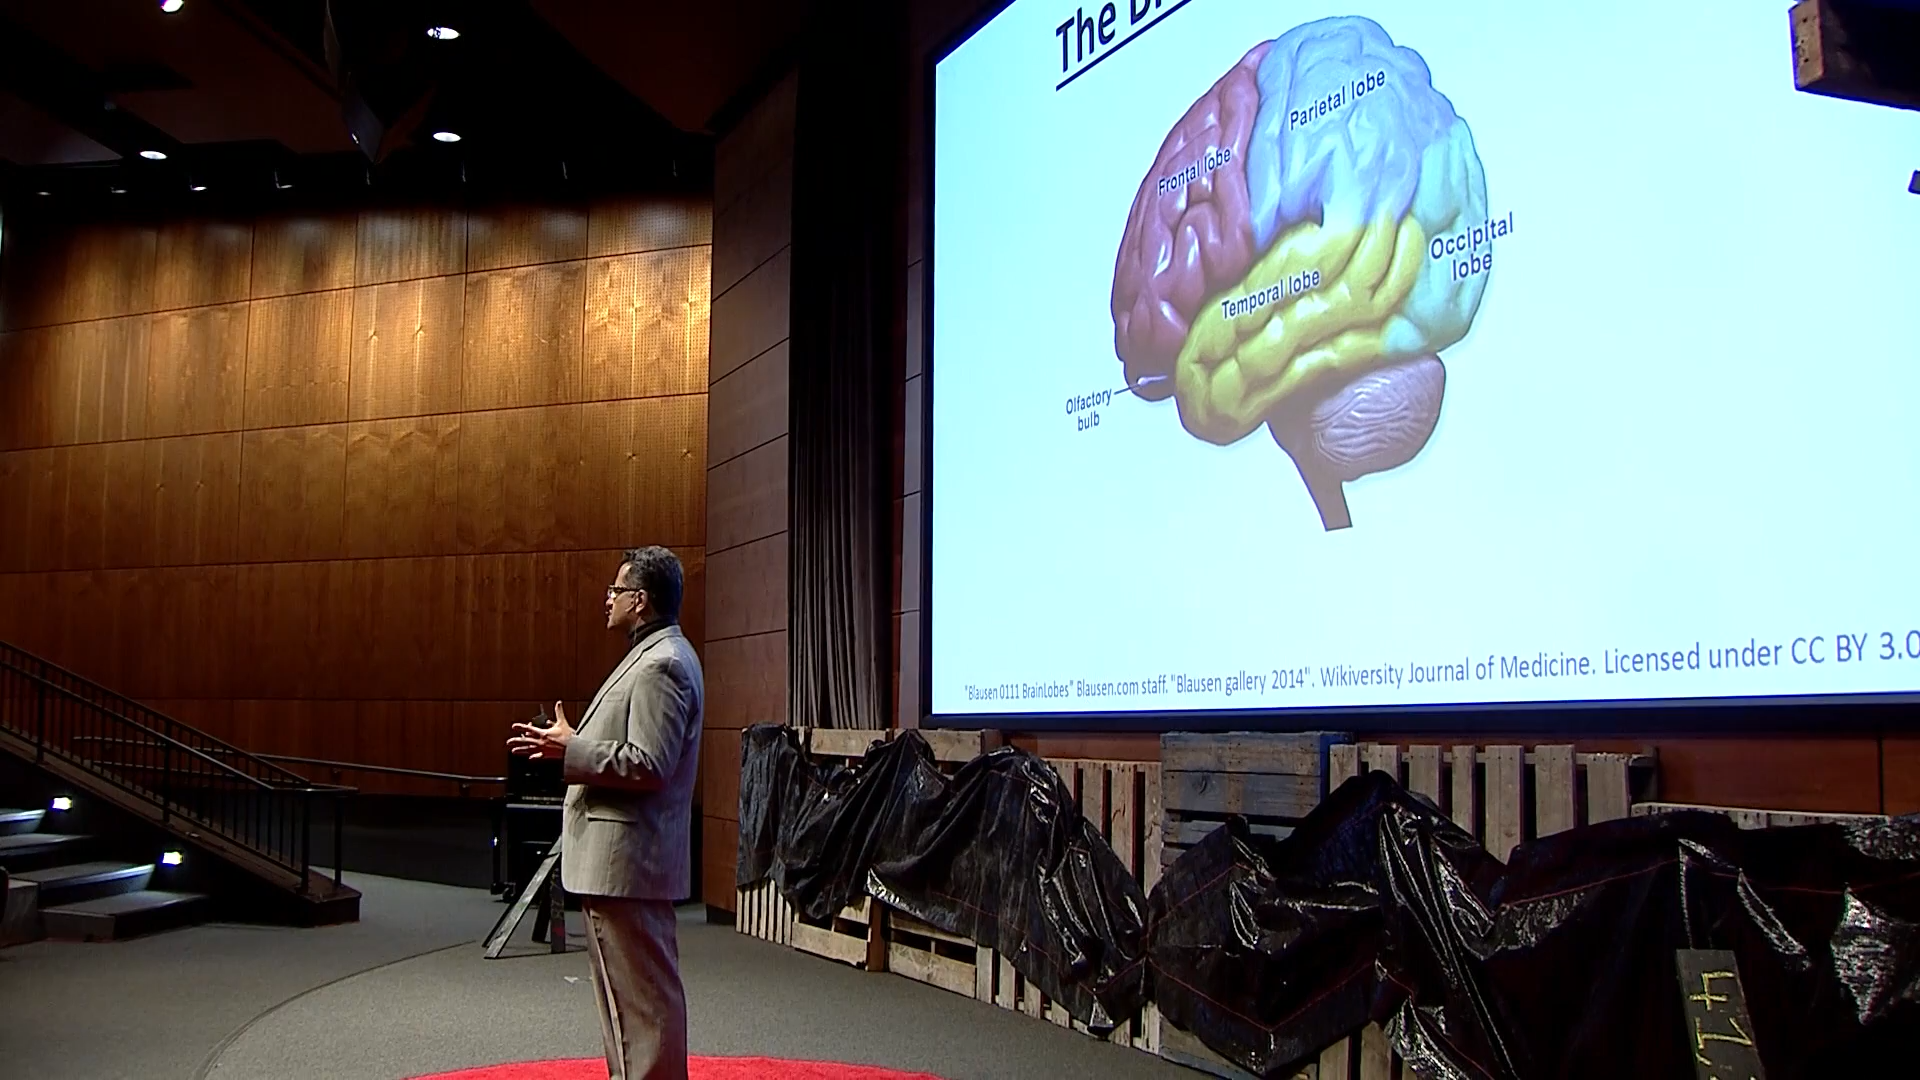 The
Parietal lobe
Frontal lobe
Occipital
lobe
Temporal lobe
Olfactory
bulb
"Blausen 0111 BrainLobes" Blausen.com staff. "Blausen gallery 2014". Wikiversity Journal of Medicine. Licensed under CC BY 3.0